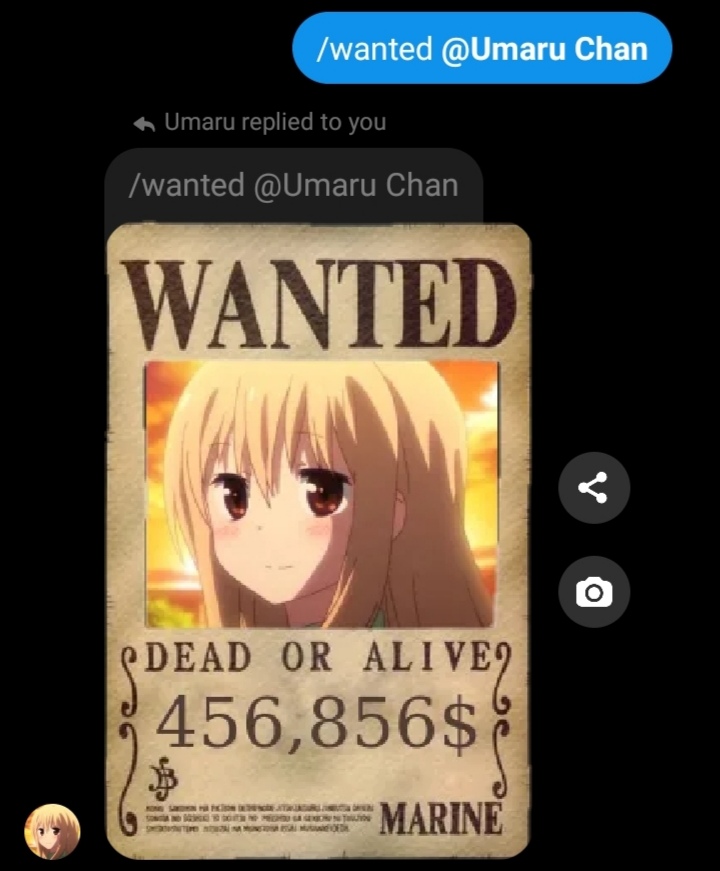 /wanted @Umaru Chan
Umaru replied to you
/wanted @Umaru Chan
WANTED
DEAD OR ALIVE
456,856$
MARINE